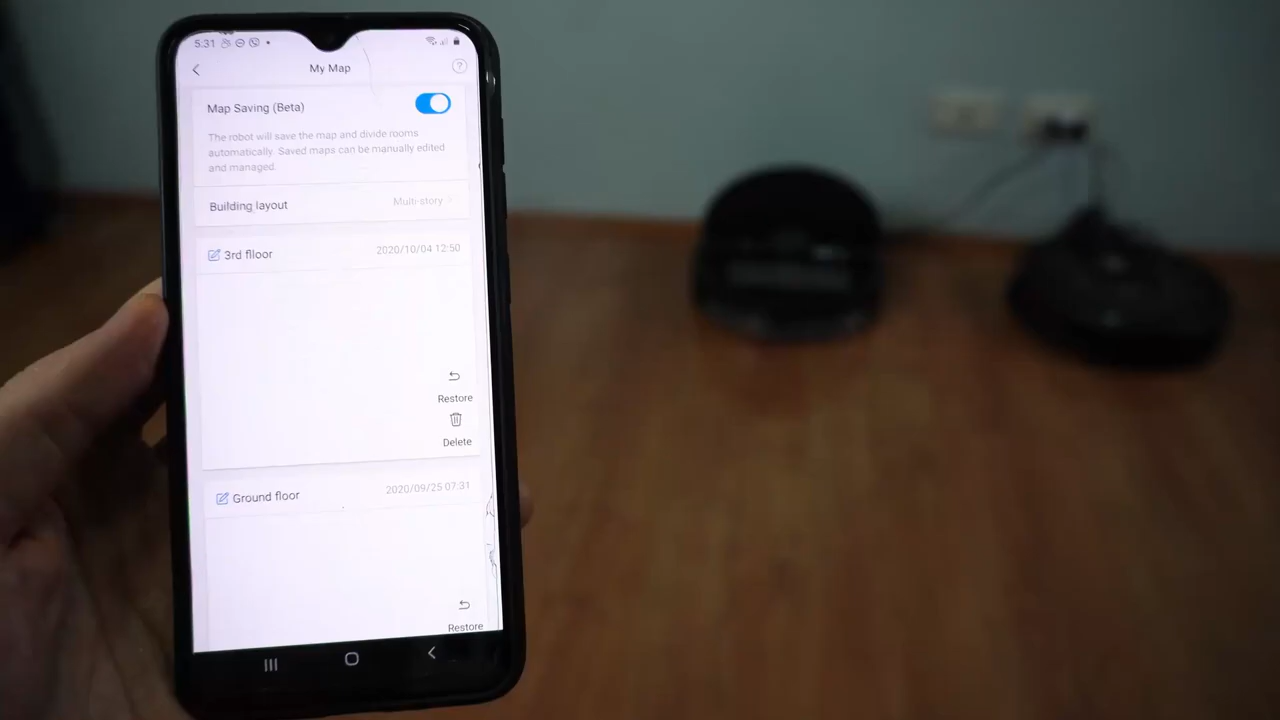 5:31
My Map
Map Saving (Beta)
The robot will save the map and divide rooms
automatically. Saved maps can be manually edited
and managed.
Building layout Multi-story
3rd flloor 2020/10/04 12:50
Restore
Delete
Ground floor 2020/09/25 07:31
Restore